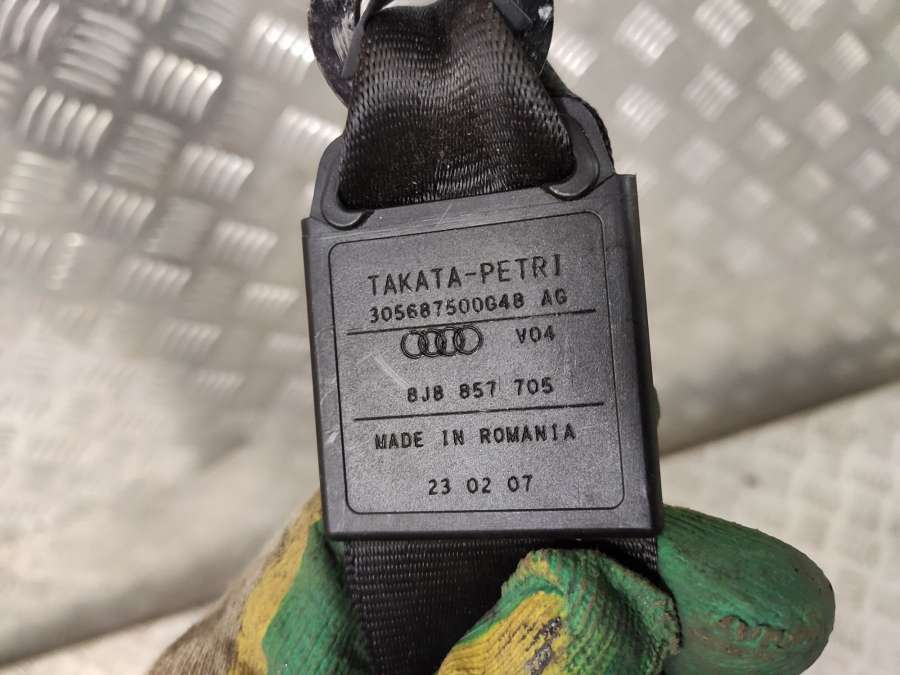 TAKATA-PETRI
305687500G48 AG
V04
8J8 857 705
MADE IN ROMANIA
23 02 07